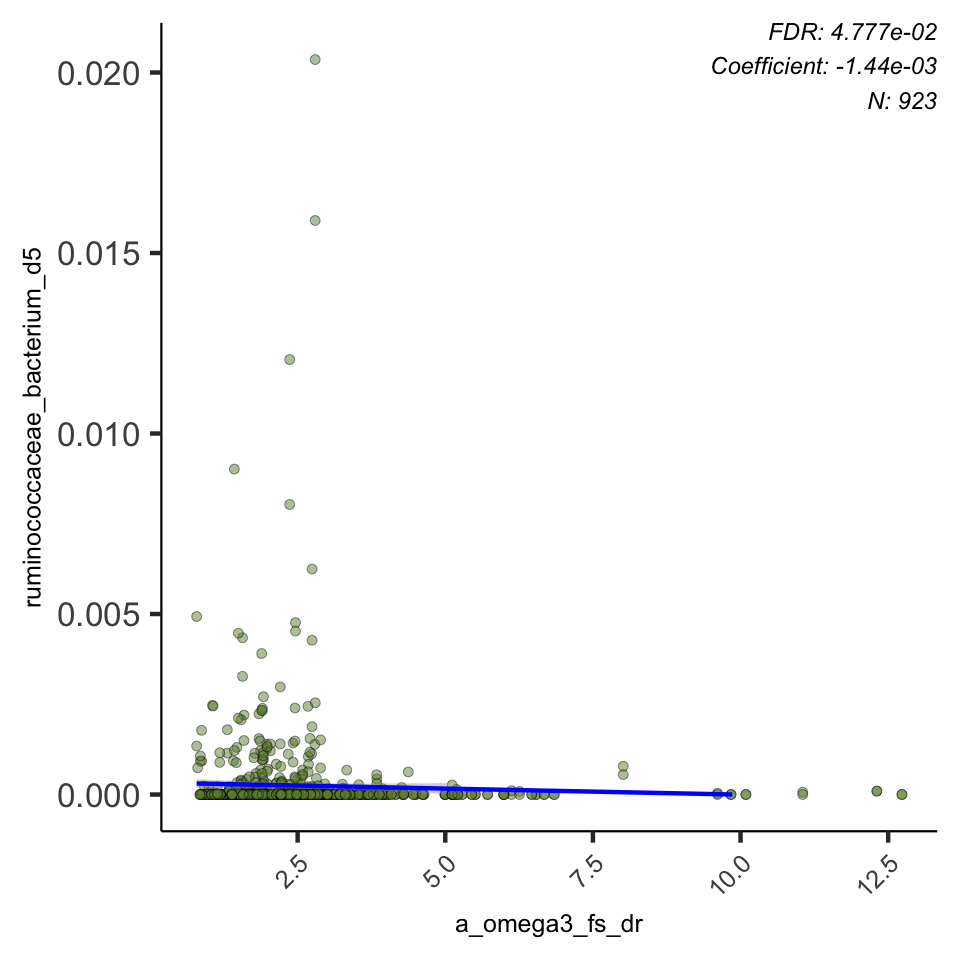 FDR: 4.777e-02
Coefficient: -1.44e-03
N: 923
ruminococcaceae_bacterium_d5
0.020
0.015
0.010
0.005
0.000
2.5
5.0
7.5
10.0
12.5
a_omega3_fs_dr